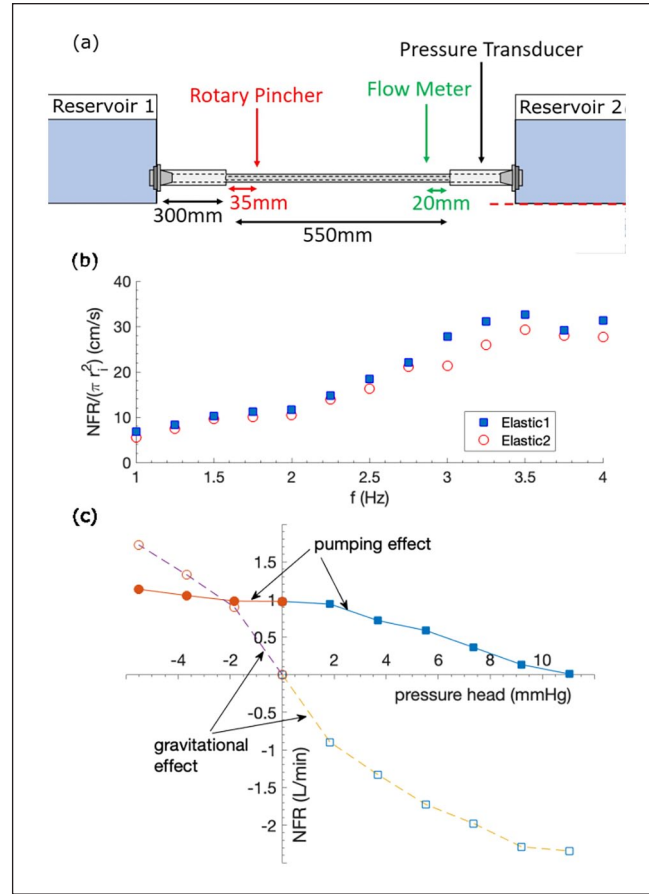 (a)
Pressure Transducer
Reservoir 1
Rotary Pincher
Flow Meter
Reservoir 2
300mm
35mm
20mm
550mm
(b)
NFR/(π r_i^2) (cm/s)
40
30
20
10
0
1
1.5
2
2.5
3
3.5
4
f (Hz)
Elastic1
Elastic2
(c)
1.5
1
0.5
pumping effect
-4
-2
0
2
4
6
8
10
pressure head (mmHg)
-0.5
-1
-1.5
-2
gravitational
effect
NFR (L/min)